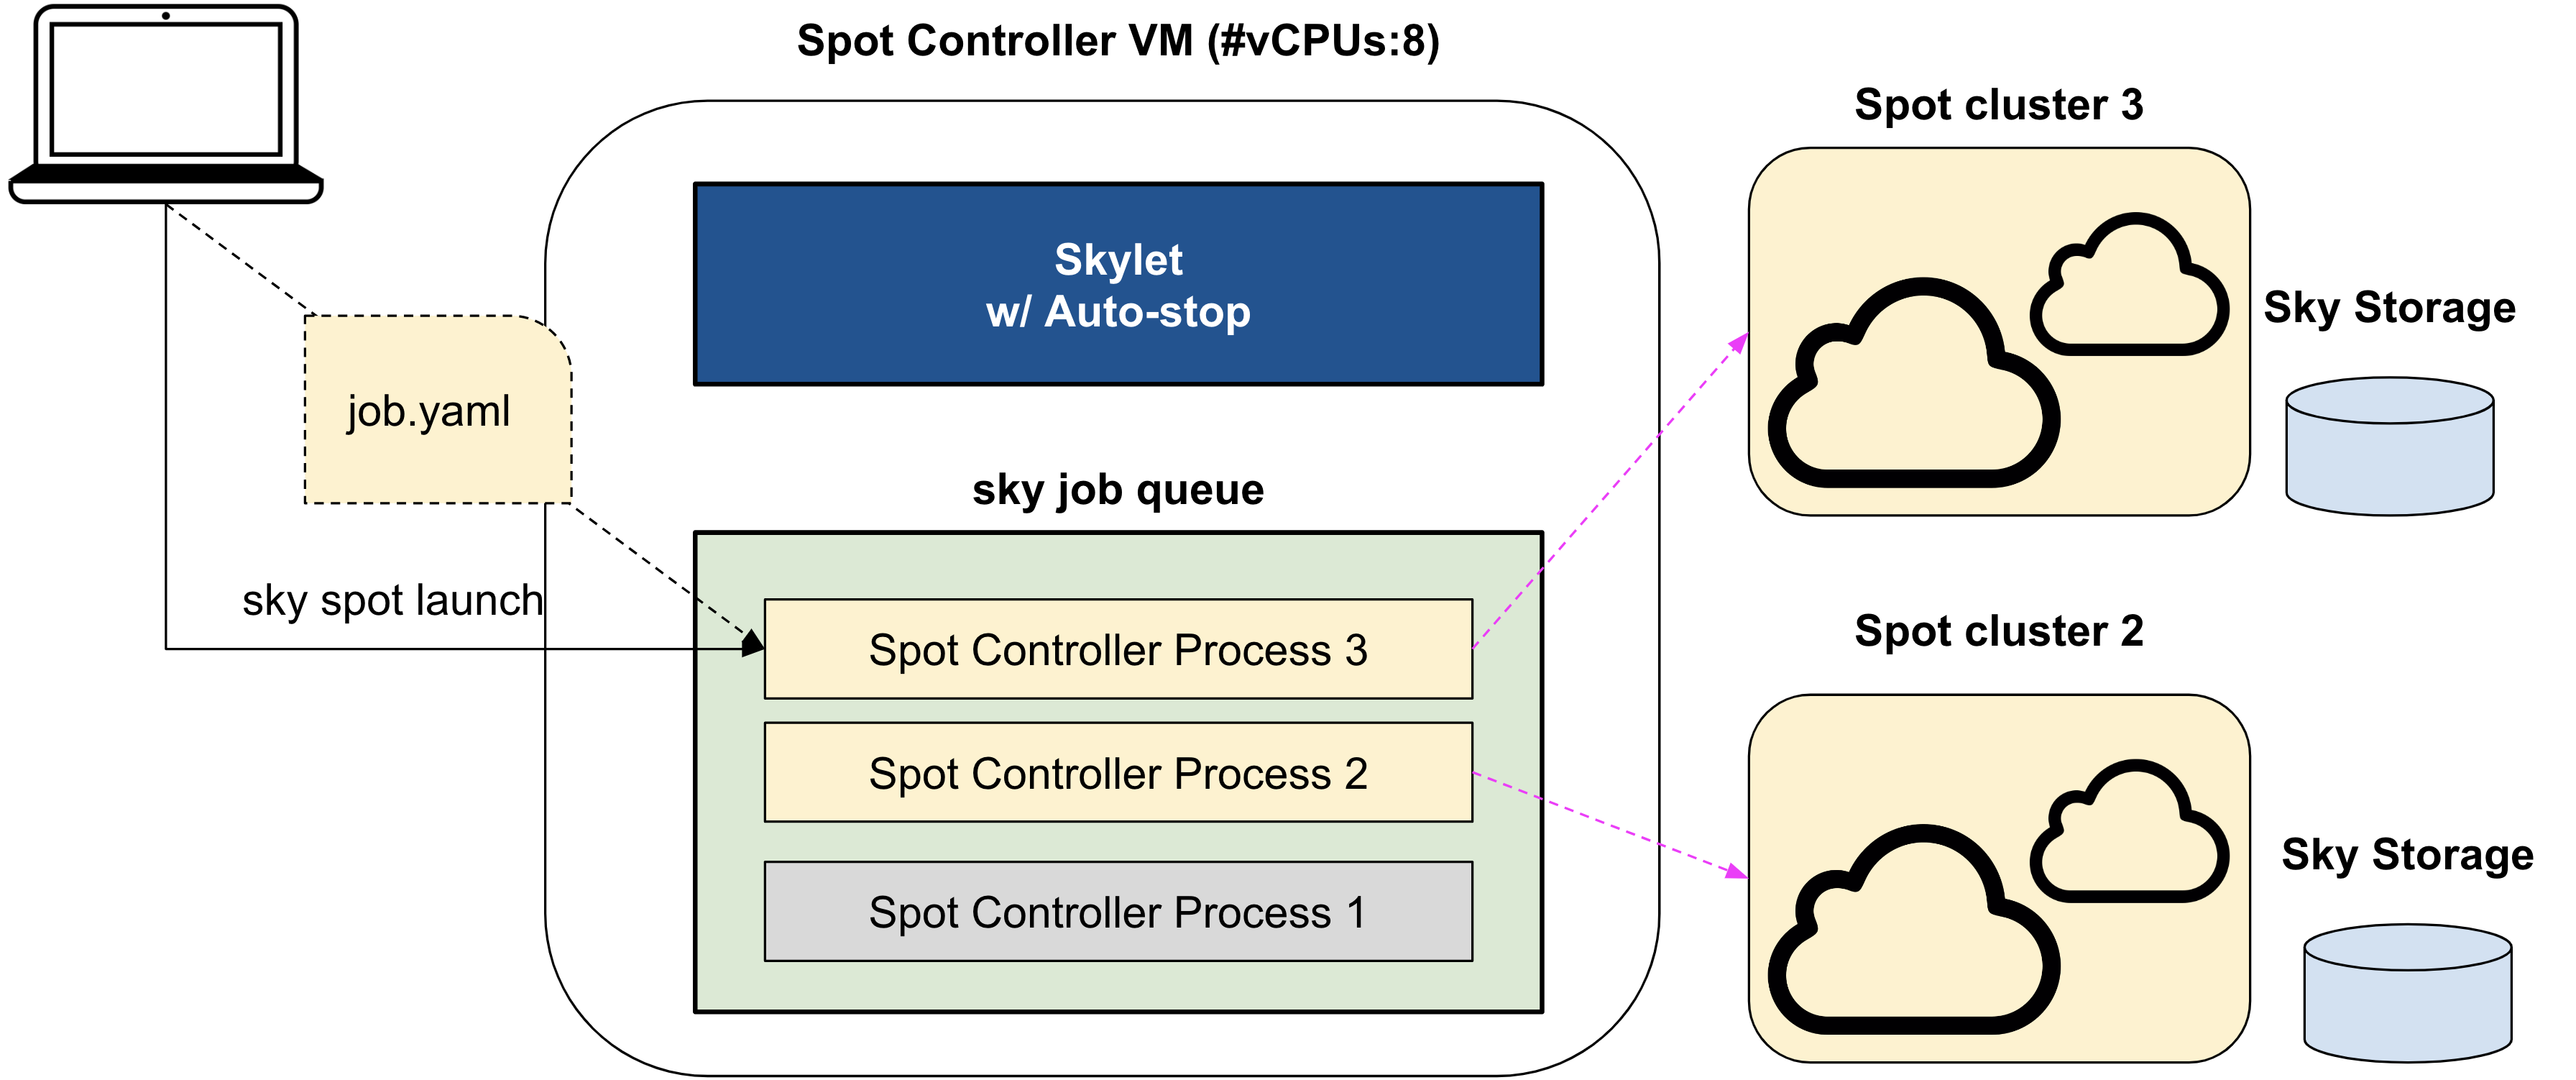 Spot Controller VM (#vCPUs:8)
Skylet
w/ Auto-stop
job.yaml
sky spot launch
sky job queue
Spot Controller Process 3
Spot Controller Process 2
Spot Controller Process 1
Spot cluster 3
Sky Storage
Spot cluster 2
Sky Storage